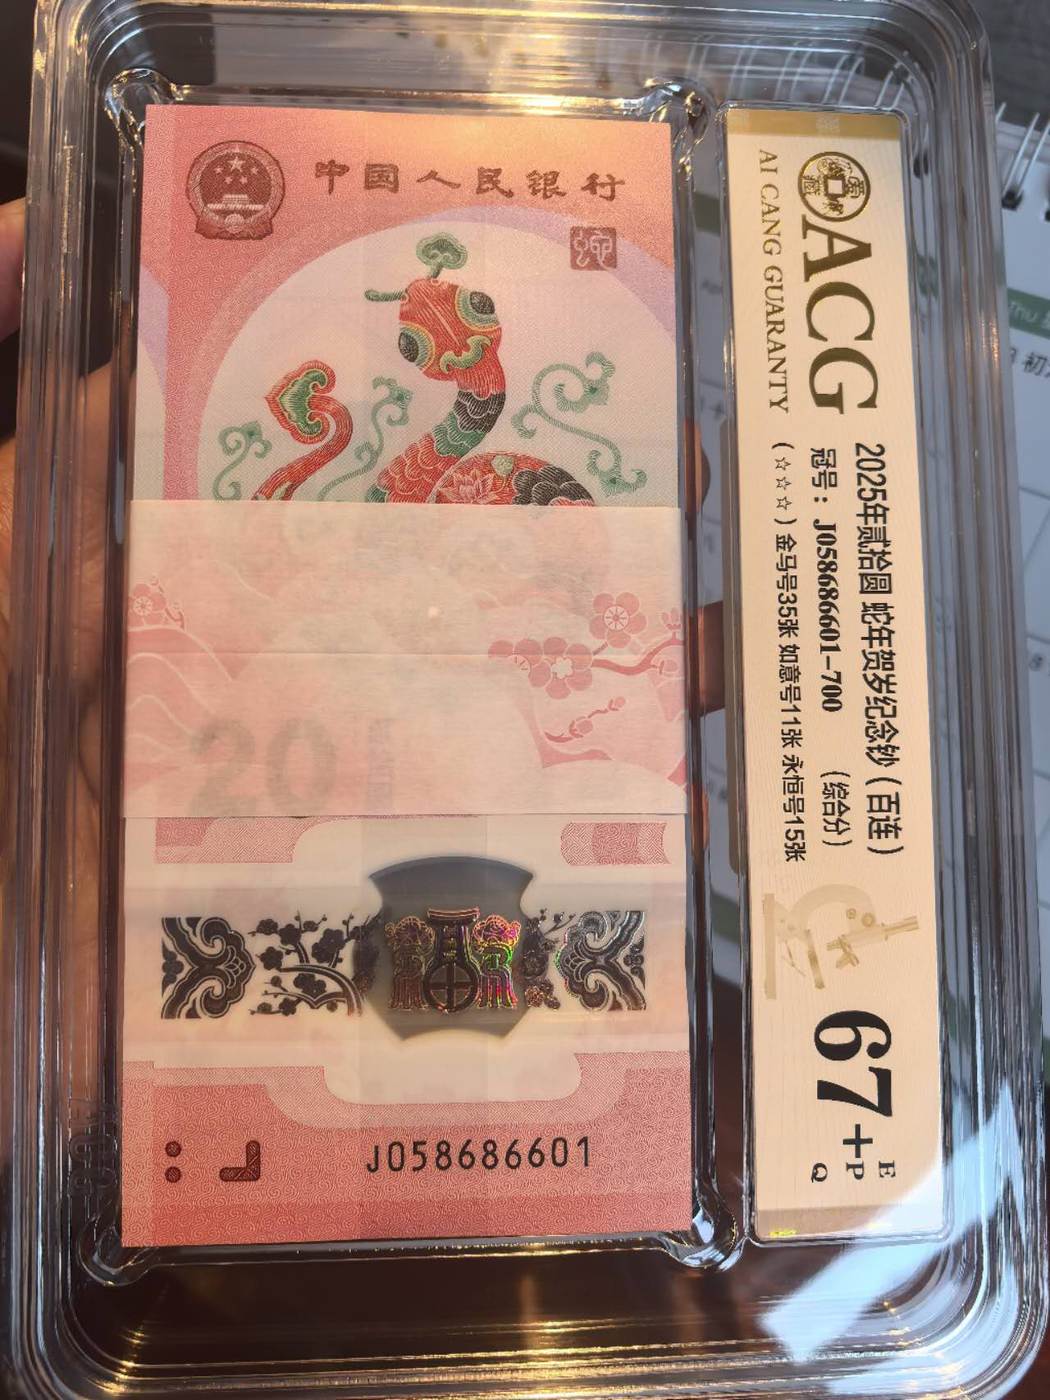 中国人民银行
20
J058686601
ACG
AI CANG GUARANTY
2025年贰拾圆 蛇年贺岁纪念钞（百连）
冠号：J058686601-700 （综合分）
（☆☆☆）金马号35张 如意号11张 永恒号15张
67+
E
P
Q
初